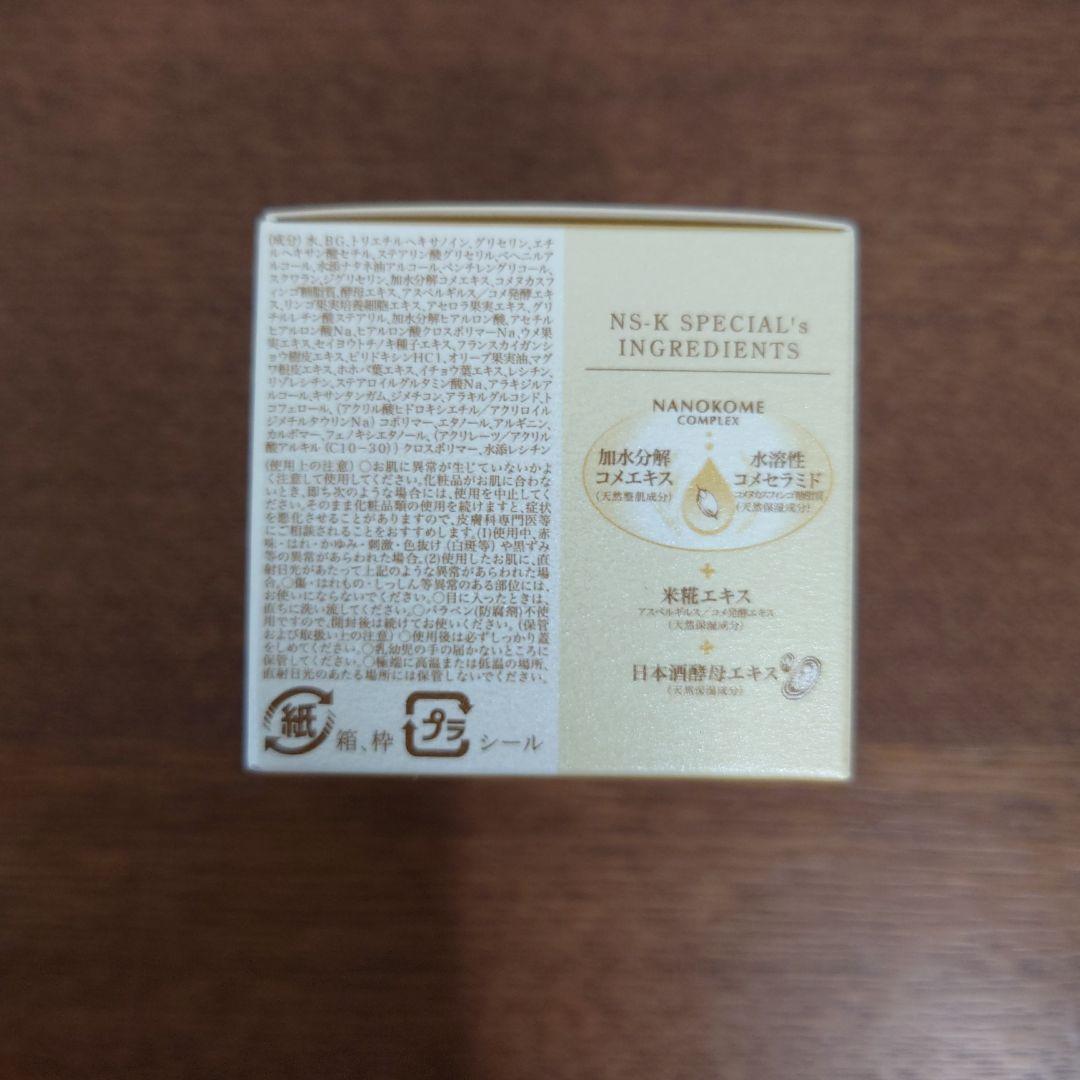 (成分)水、BG、トリエチルヘキサノイン、グリセリン、エチ
ルヘキサン酸セチル、ステアリン酸グリセリル、ベヘニルア
ルコール、水添ナタネ油アルコール、ペンチレングリコール、
スクワラン、ジグリセリン、加水分解コメエキス、コメヌカスフ
ィンゴ糖脂質、酵母エキス、アスペルギルス/コメ発酵エキ
ス、リンゴ果実培養細胞エキス、アセロラ果実エキス、グリ
チルレチン酸ステアリル、加水分解ヒアルロン酸、アセチル
ヒアルロン酸Na、ヒアルロン酸クロスポリマーNa、ウメ果
実エキス、セイヨウトチノキ種子エキス、フランスカイガンシ
ョウ樹皮エキス、ピリドキシンHCl、オリーブ果実油、マグ
ワ根皮エキス、ホホバ葉エキス、イチョウ葉エキス、レシチン、
リゾレシチン、ステアロイルグルタミン酸Na、アラキジルア
ルコール、キサンタンガム、ジメチコン、アラキルグルコシド、ト
コフェロール、(アクリル酸ヒドロキシエチル/アクリロイル
ジメチルタウリンNa)コポリマー、エタノール、アルギニン、
カルボマー、フェノキシエタノール、(アクリレーツ/アクリル
酸アルキル(C10-30))クロスポリマー、水添レシチン
(使用上の注意)○お肌に異常が生じていないかよ
く注意して使用してください。化粧品がお肌に合わな
いとき、即ち次のような場合には、使用を中止してく
ださい。そのまま化粧品類の使用を続けますと、症状
を悪化させることがありますので、皮膚科専門医等
にご相談されることをおすすめします。(1)使用中、赤
味・はれ・かゆみ・刺激・色抜け(白斑等)や黒ずみ
等の異常があらわれた場合。(2)使用したお肌に、直
射日光があたって上記のような異常があらわれた場
合。○傷・はれもの・しっしん等異常のある部位には、
お使いにならないでください。○目に入ったときは、
直ちに洗い流してください。○パラベン(防腐剤)不使
用ですので、開封後は続けてお使いください。(保管
および取扱い上の注意)○使用後は必ずしっかり蓋
をしめてください。○乳幼児の手の届かないところに
保管してください。○極端に高温または低温の場所、
直射日光のあたる場所には保管しないでください。
紙 箱、枠 プラ シール
NS-K SPECIAL's
INGREDIENTS
NANOKOME
COMPLEX
加水分解
コメエキス
(天然整肌成分)
水溶性
コメセラミド
コメヌカスフィンゴ糖脂質
(天然保湿成分)
+
米糀エキス
アスペルギルス/コメ発酵エキス
(天然保湿成分)
+
日本酒酵母エキス
(天然保湿成分)